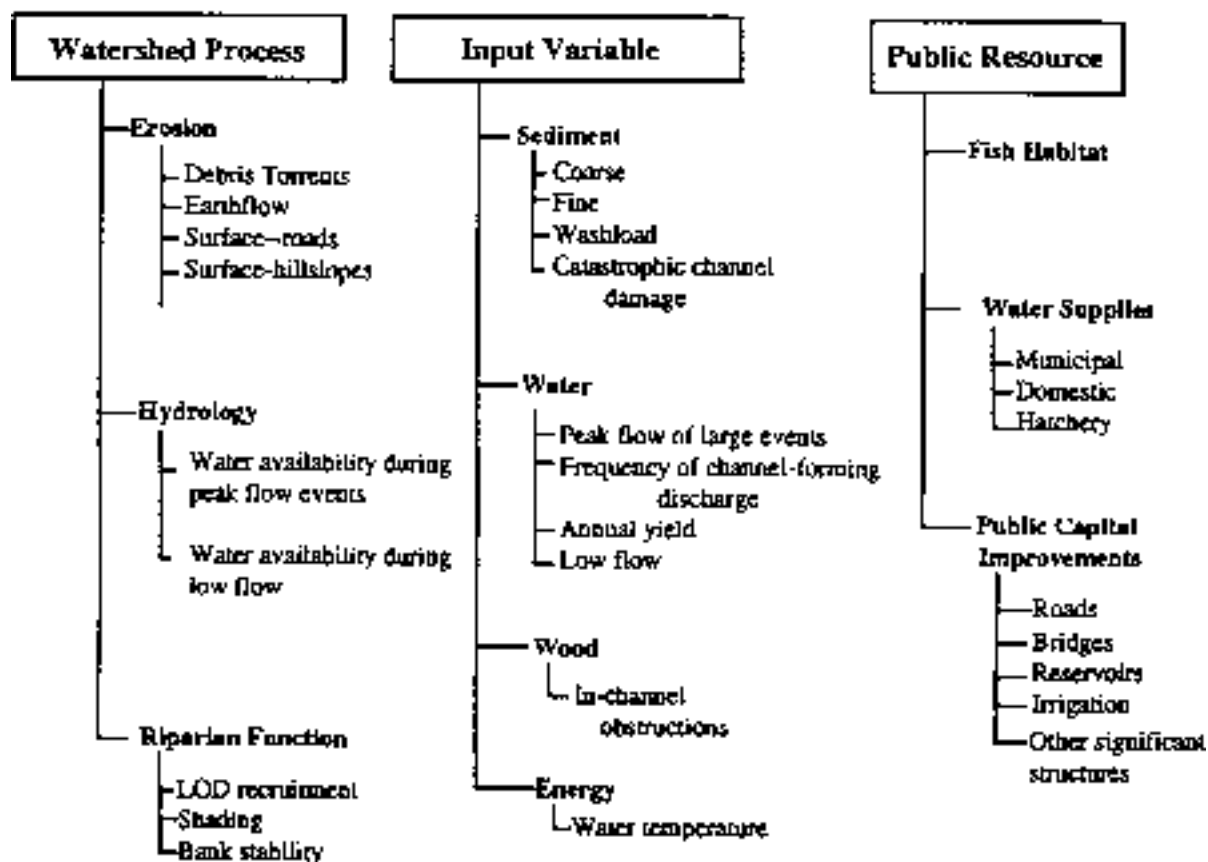 Watershed Process
Erosion
Debris Torrents
Earthflow
Surface-roads
Surface-hillslopes
Hydrology
Water availability during
peak flow events
Water availability during
low flow
Riparian Function
LOD recruitment
Shading
Bank stability
Input Variable
Sediment
Coarse
Fine
Washload
Catastrophic channel
damage
Water
Peak flow of large events
Frequency of channel-forming
discharge
Annual yield
Low flow
Wood
In-channel
obstructions
Energy
Water temperature
Public Resource
Fish Habitat
Water Supplies
Municipal
Domestic
Hatchery
Public Capital
Improvements
Roads
Bridges
Reservoirs
Irrigation
Other significant
structures